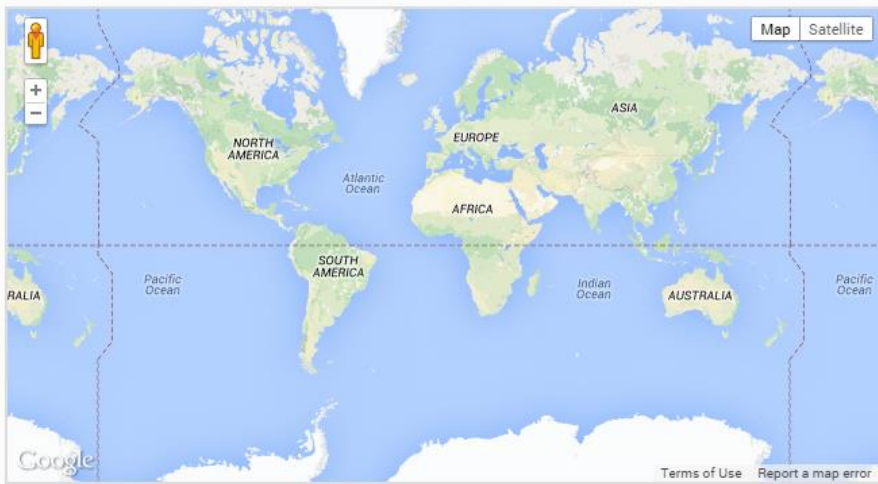 Map Satellite
+
−
ASIA
EUROPE
NORTH
AMERICA
Atlantic
Ocean
AFRICA
SOUTH
AMERICA
Pacific
Ocean
Indian
Ocean
Pacific
Ocean
RALIA
AUSTRALIA
Google
Terms of Use Report a map error